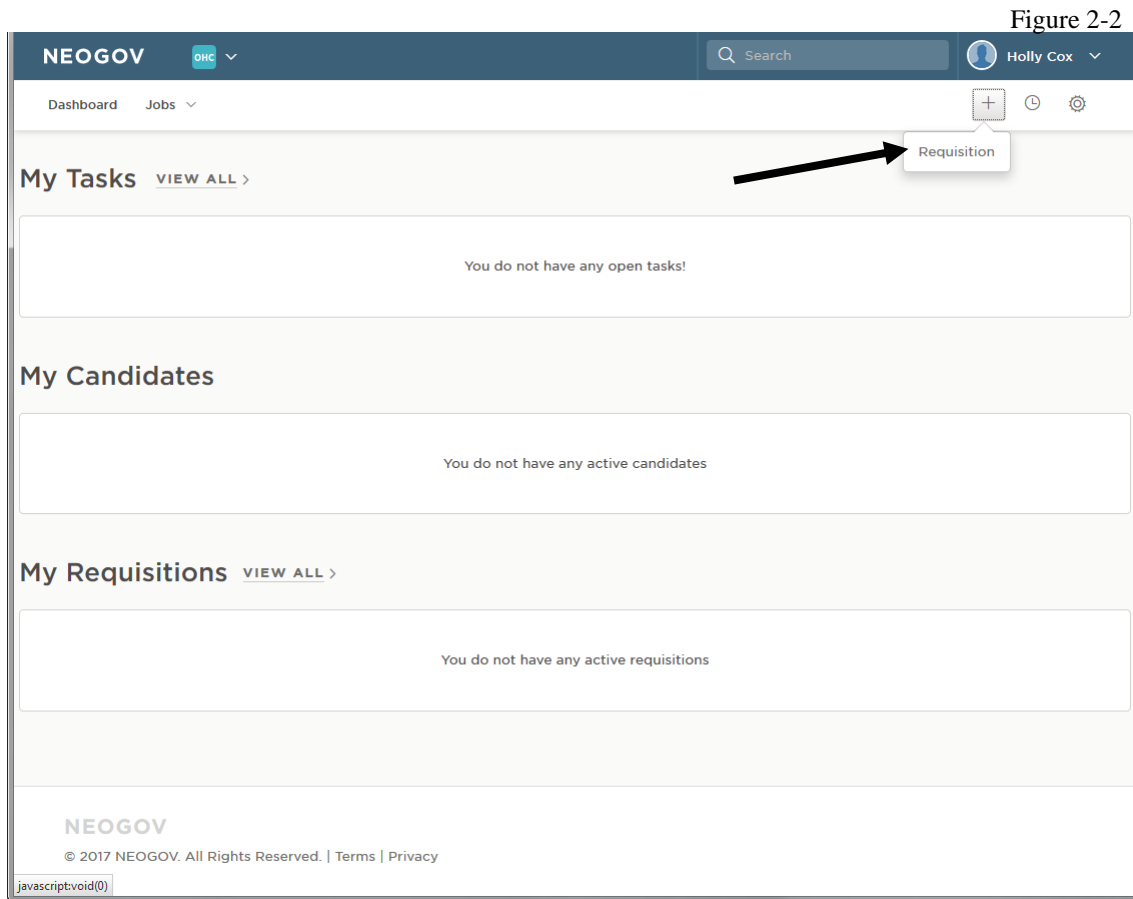 Figure 2-2
NEOGOV OHC Search Holly Cox
Dashboard Jobs
Requisition
My Tasks VIEW ALL >
You do not have any open tasks!
My Candidates
You do not have any active candidates
My Requisitions VIEW ALL >
You do not have any active requisitions
NEOGOV
© 2017 NEOGOV. All Rights Reserved. | Terms | Privacy
javascript:void(0)